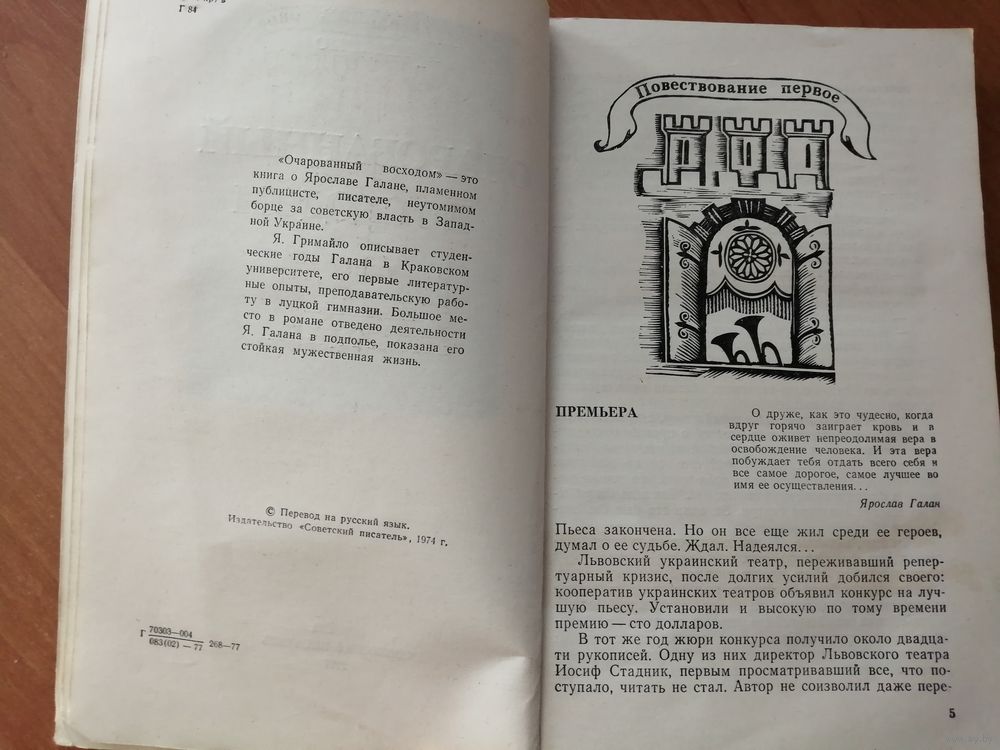 Г 84
«Очарованный восходом» — это
книга о Ярославе Галане, пламенном
публицисте, писателе, неутомимом
борце за советскую власть в Запад-
ной Украине.
Я. Гримайло описывает студен-
ческие годы Галана в Краковском
университете, его первые литератур-
ные опыты, преподавательскую рабо-
ту в луцкой гимназии. Большое ме-
сто в романе отведено деятельности
Я. Галана в подполье, показана его
стойкая мужественная жизнь.
© Перевод на русский язык.
Издательство «Советский писатель», 1974 г.
Г 70303—004
083(02) — 77 268—77
Повествование первое
ПРЕМЬЕРА
О друже, как это чудесно, когда
вдруг горячо заиграет кровь и в
сердце оживет непреодолимая вера в
освобождение человека. И эта вера
побуждает тебя отдать всего себя и
все самое дорогое, самое лучшее во
имя ее осуществления...
Ярослав Галан
Пьеса закончена. Но он все еще жил среди ее героев,
думал о ее судьбе. Ждал. Надеялся...
Львовский украинский театр, переживавший репер-
туарный кризис, после долгих усилий добился своего:
кооператив украинских театров объявил конкурс на луч-
шую пьесу. Установили и высокую по тому времени
премию — сто долларов.
В том же год жюри конкурса получило около двадца-
ти рукописей. Одну из них директор Львовского театра
Иосиф Стадник, первым просматривавший все, что по-
ступало, читать не стал. Автор не соизволил даже пере-
5